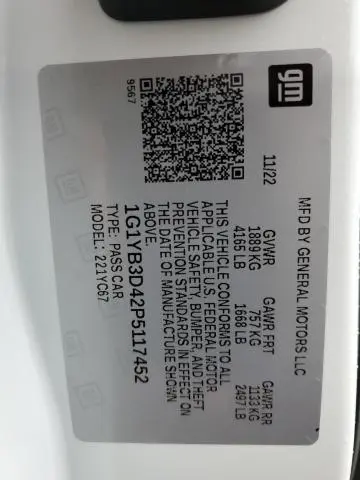 gm
MFD BY GENERAL MOTORS LLC
11/22
GVWR GAWR FRT GAWR RR
1889 KG 757 KG 1133 KG
4165 LB 1668 LB 2497 LB
THIS VEHICLE CONFORMS TO ALL
APPLICABLE U.S. FEDERAL MOTOR
VEHICLE SAFETY, BUMPER, AND THEFT
PREVENTION STANDARDS IN EFFECT ON
THE DATE OF MANUFACTURE SHOWN
ABOVE.
1G1YB3D42P5117452
TYPE: PASS CAR
MODEL: 221YC67
9567